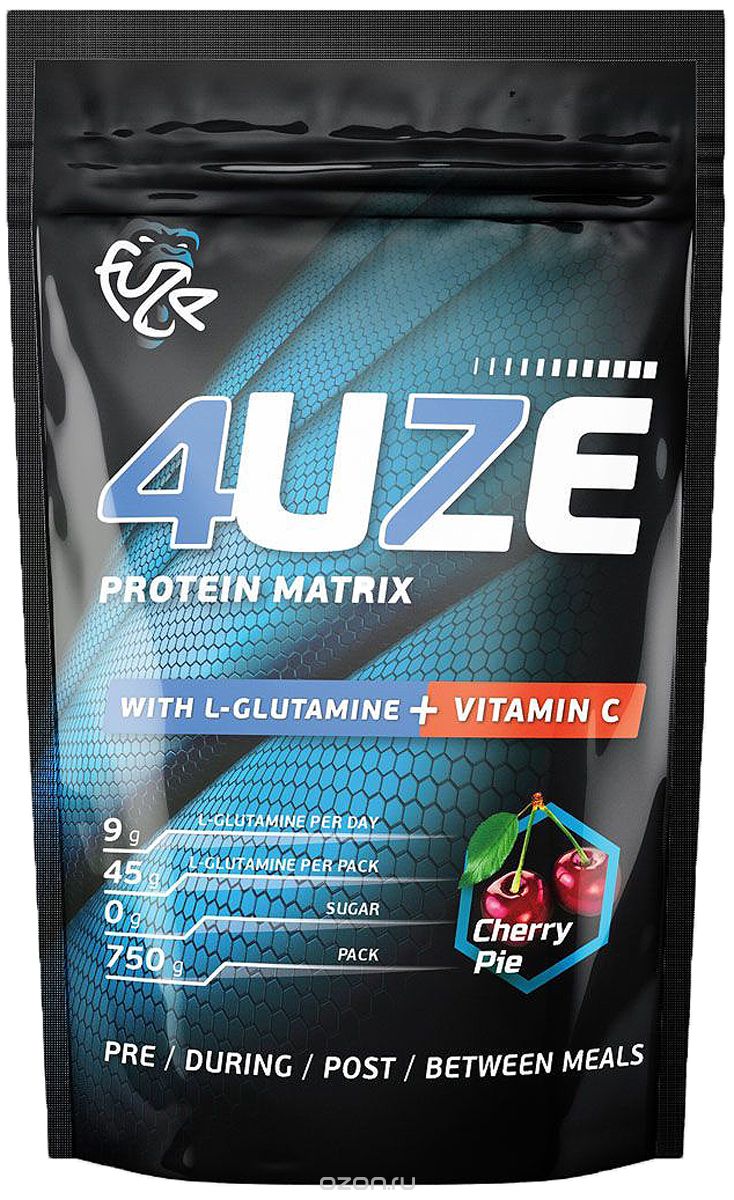 FUZE
4UZE
PROTEIN MATRIX
WITH L-GLUTAMINE + VITAMIN C
9 g L-GLUTAMINE PER DAY
45 g L-GLUTAMINE PER PACK
0 g SUGAR
750 g PACK
Cherry
Pie
PRE / DURING / POST / BETWEEN MEALS
ozon.ru